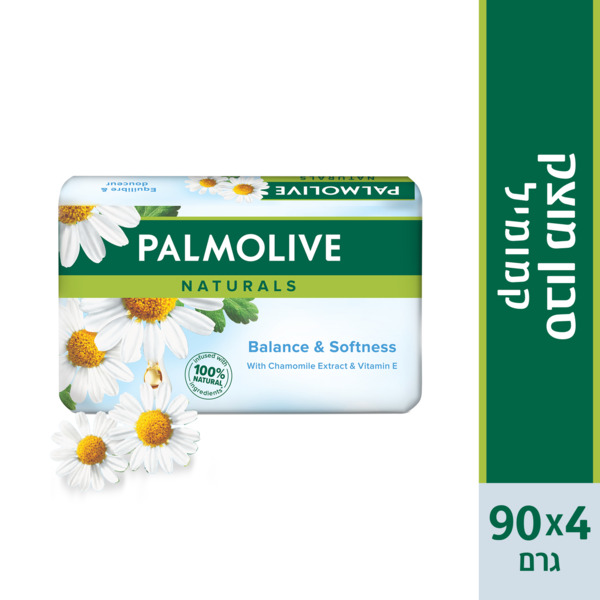 Equilibre &
douceur
PALMOLIVE
NATURALS
PALMOLIVE
NATURALS
Balance & Softness
With Chamomile Extract & Vitamin E
infused with
100%
NATURAL
ingredients*
סבון מוצק
קמומיל
90x4
גרם